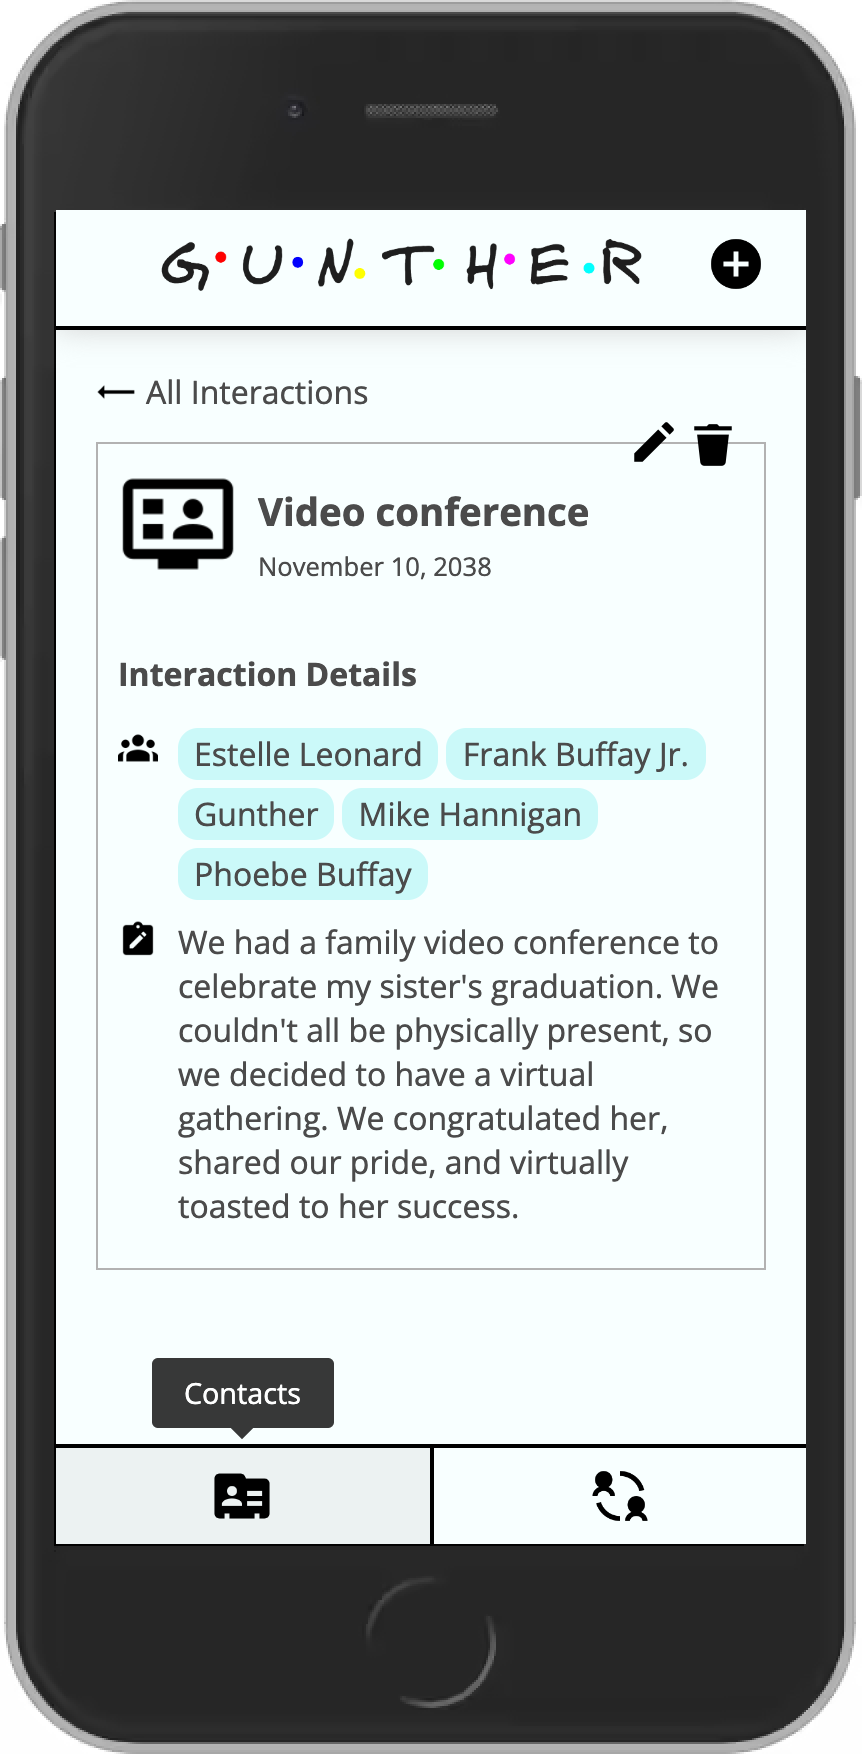 G·U·N·T·H·E·R
All Interactions
Video conference
November 10, 2038
Interaction Details
Estelle Leonard Frank Buffay Jr.
Gunther Mike Hannigan
Phoebe Buffay
We had a family video conference to
celebrate my sister's graduation. We
couldn't all be physically present, so
we decided to have a virtual
gathering. We congratulated her,
shared our pride, and virtually
toasted to her success.
Contacts